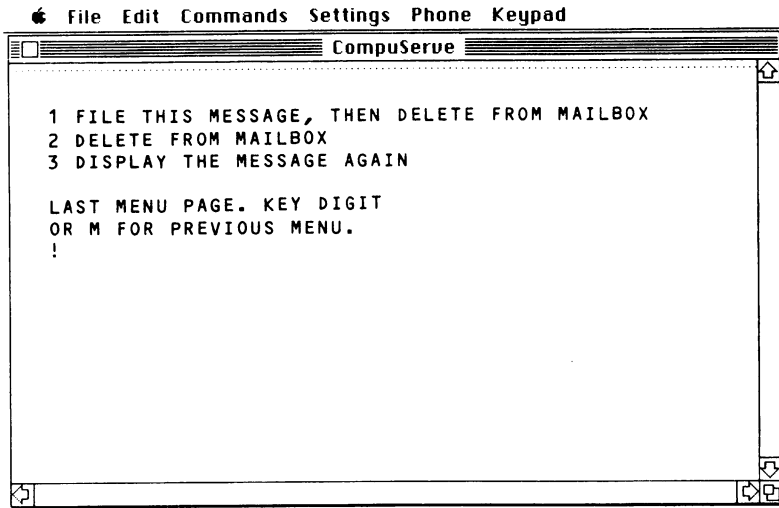 File Edit Commands Settings Phone Keypad
CompuServe
1 FILE THIS MESSAGE, THEN DELETE FROM MAILBOX
2 DELETE FROM MAILBOX
3 DISPLAY THE MESSAGE AGAIN
LAST MENU PAGE. KEY DIGIT
OR M FOR PREVIOUS MENU.
!